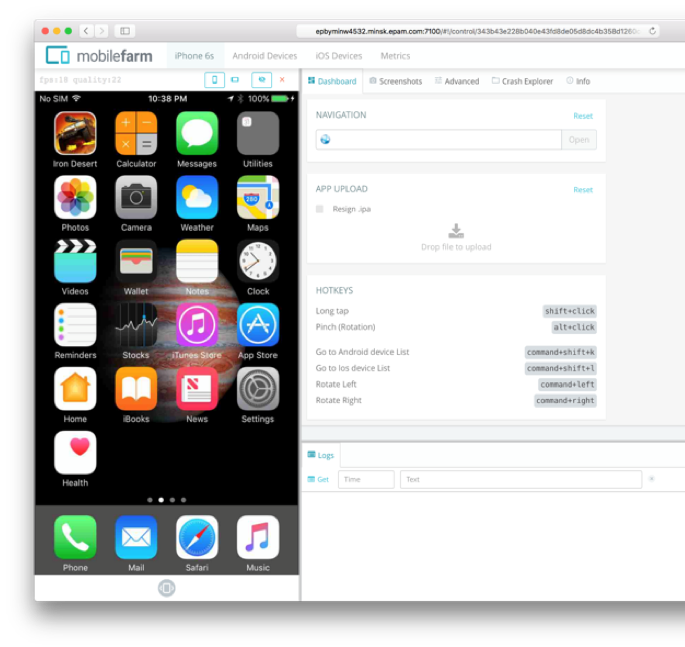 epbyminw4532.minsk.epam.com:7100/#!/control/343b43e228b040e43fd8de05d8dc4b358d1280c
mobilefarm
iPhone 6s
Android Devices
iOS Devices
Metrics
fps:18 quality:22
Dashboard
Screenshots
Advanced
Crash Explorer
Info
No SIM
10:38 PM
100%
Iron Desert
Calculator
Messages
Utilities
Photos
Camera
Weather
Maps
280
Videos
Wallet
Notes
Clock
Reminders
Stocks
iTunes Store
App Store
Home
iBooks
News
Settings
Health
Phone
Mail
Safari
Music
NAVIGATION
Reset
Open
APP UPLOAD
Reset
Resign .ipa
Drop file to upload
HOTKEYS
Long tap
shift+click
Pinch (Rotation)
alt+click
Go to Android device List
command+shift+k
Go to Ios device List
command+shift+l
Rotate Left
command+left
Rotate Right
command+right
Logs
Get
Time
Text